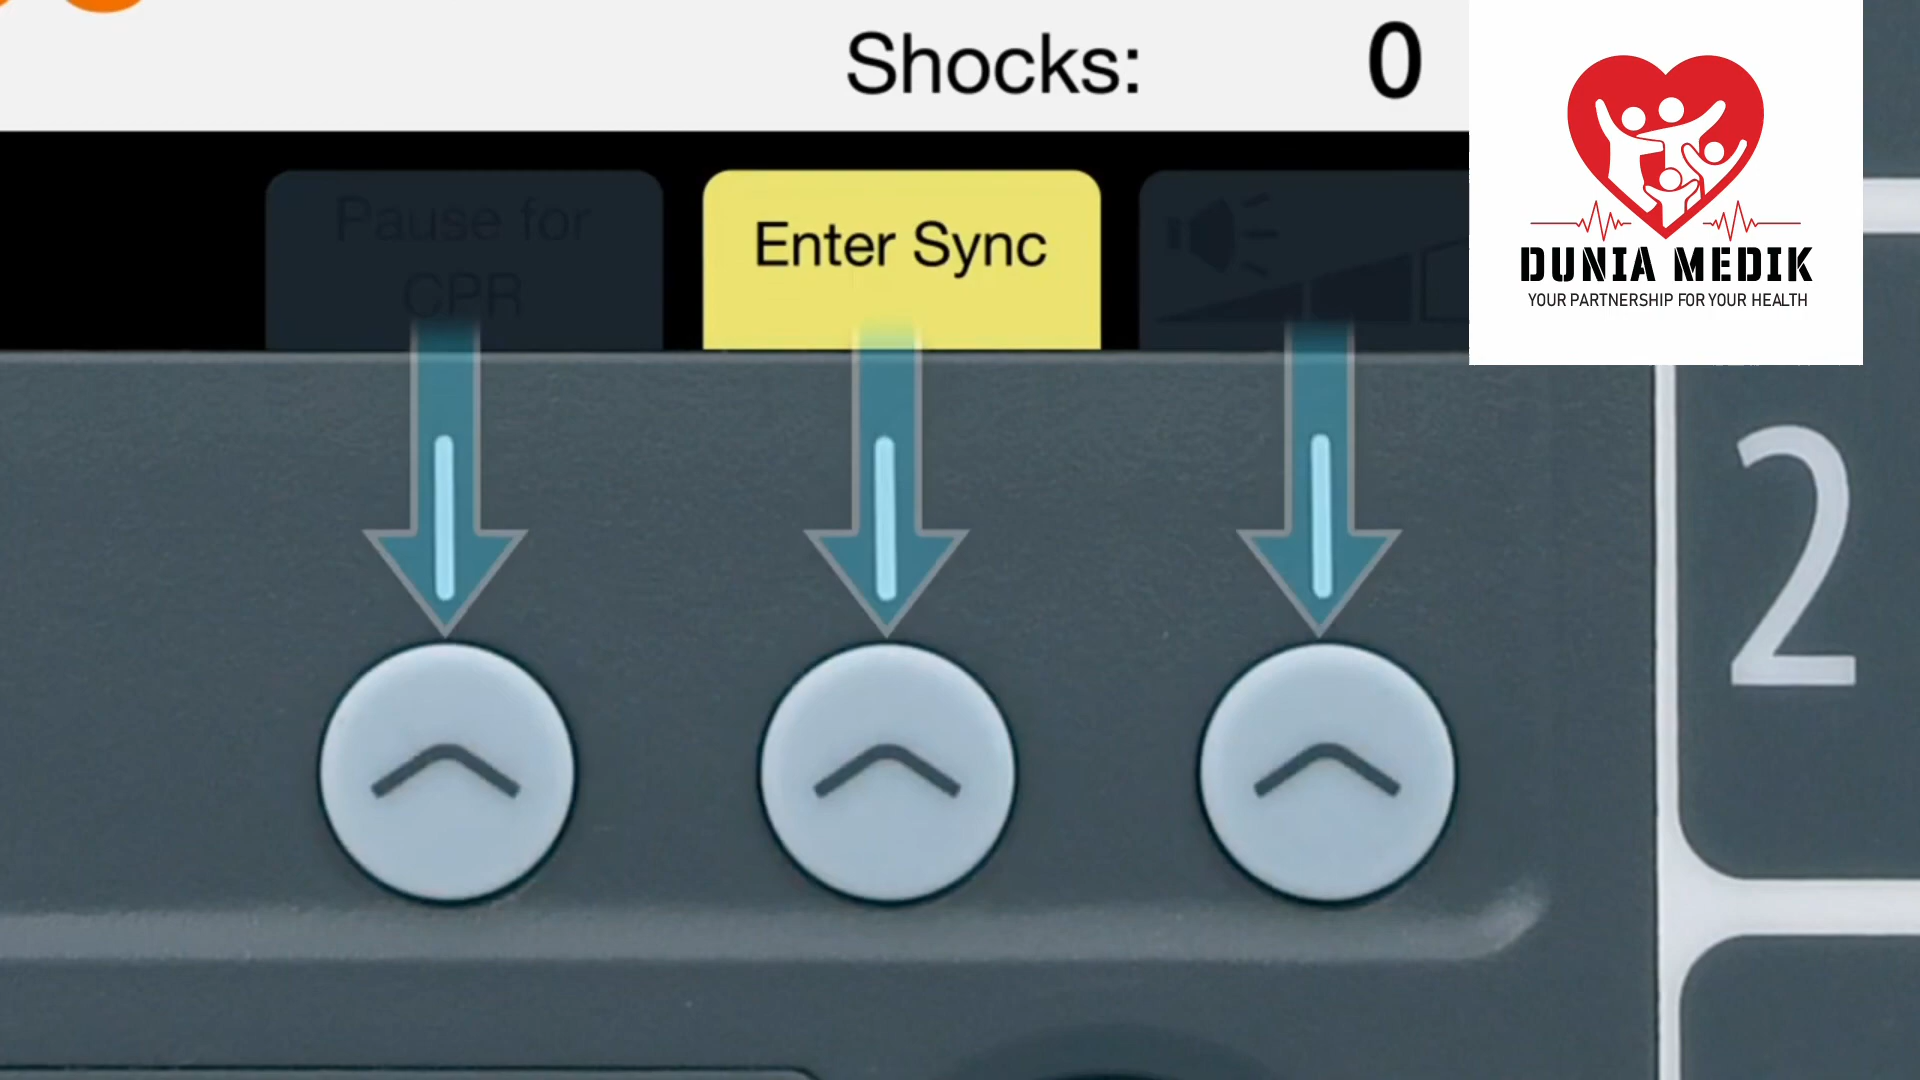 Shocks: 0
Pause for
CPR
Enter Sync
DUNIA MEDIK
YOUR PARTNERSHIP FOR YOUR HEALTH
2